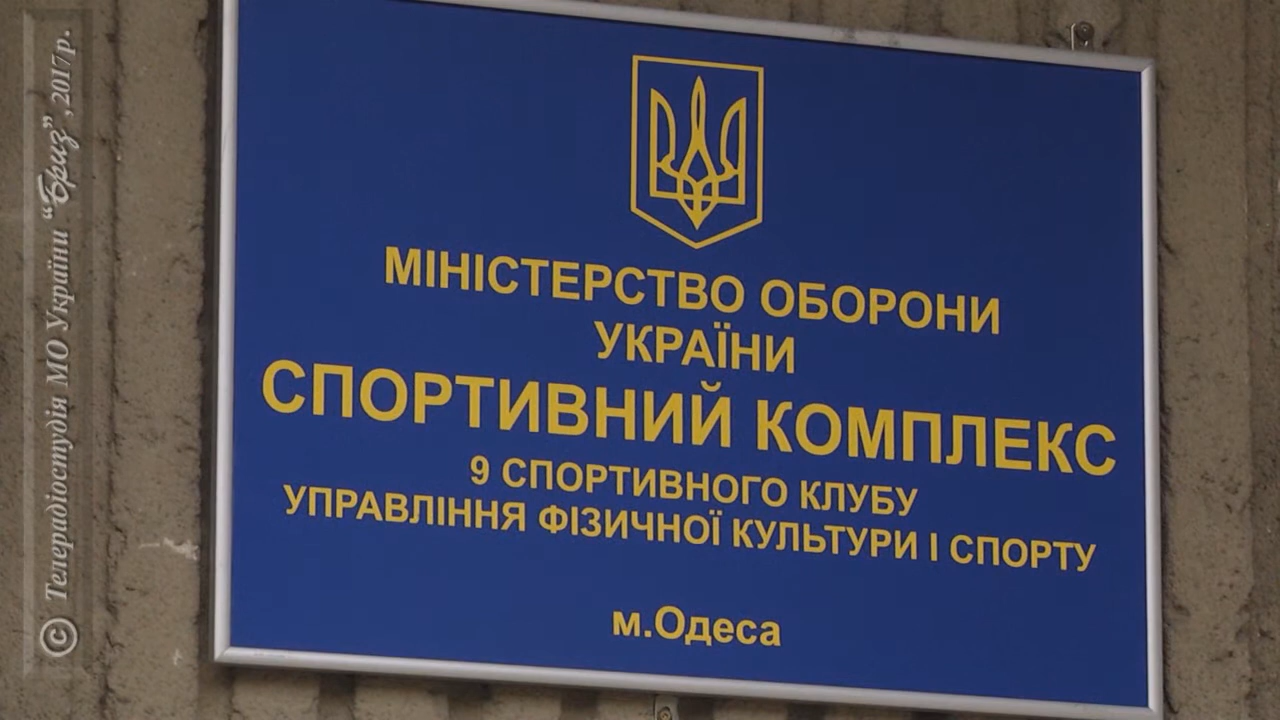 МІНІСТЕРСТВО ОБОРОНИ
УКРАЇНИ
СПОРТИВНИЙ КОМПЛЕКС
9 СПОРТИВНОГО КЛУБУ
УПРАВЛІННЯ ФІЗИЧНОЇ КУЛЬТУРИ І СПОРТУ
м.Одеса
© Телерадіостудія МО України “Бриз”, 2017р.